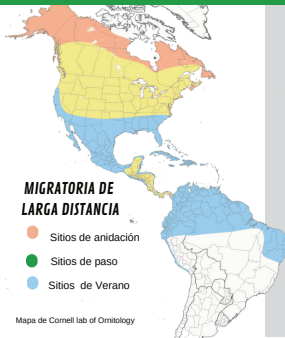 MIGRATORIA DE
LARGA DISTANCIA
Sitios de anidación
Sitios de paso
Sitios de Verano
Mapa de Cornell lab of Ornitology